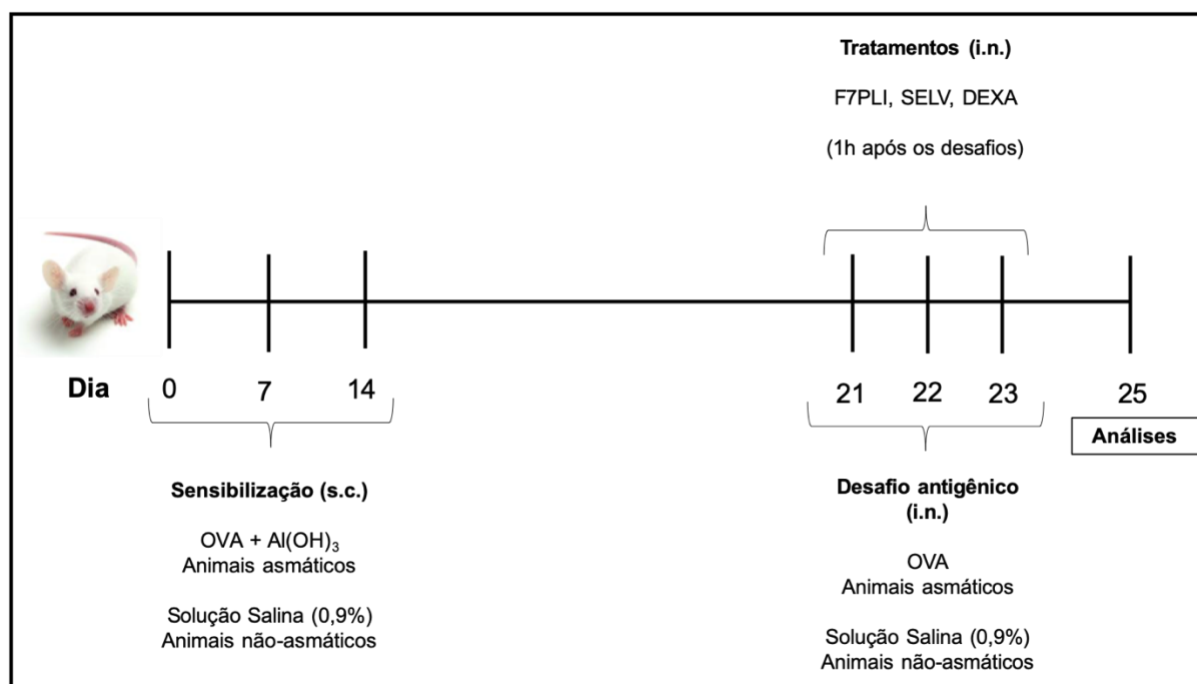 Tratamentos (i.n.)
F7PLI, SELV, DEXA
(1h após os desafios)
Dia 0 7 14 21 22 23 25
Análises
Sensibilização (s.c.)
OVA + Al(OH)₃
Animais asmáticos
Solução Salina (0,9%)
Animais não-asmáticos
Desafio antigênico
(i.n.)
OVA
Animais asmáticos
Solução Salina (0,9%)
Animais não-asmáticos